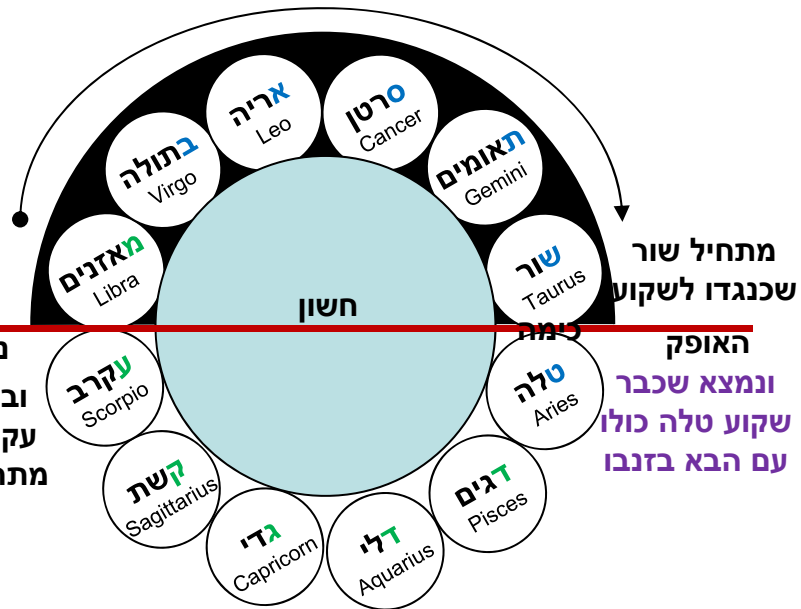 אריה
Leo
סרטן
Cancer
בתולה
Virgo
תאומים
Gemini
מאזנים
Libra
שור
Taurus
מתחיל שור
שכנגדו לשקוע
חשון
כימה
האופק
עקרב
Scorpio
טלה
Aries
ונמצא שכבר
שקוע טלה כולו
עם הבא בזנבו
קשת
Sagittarius
דגים
Pisces
גדי
Capricorn
דלי
Aquarius